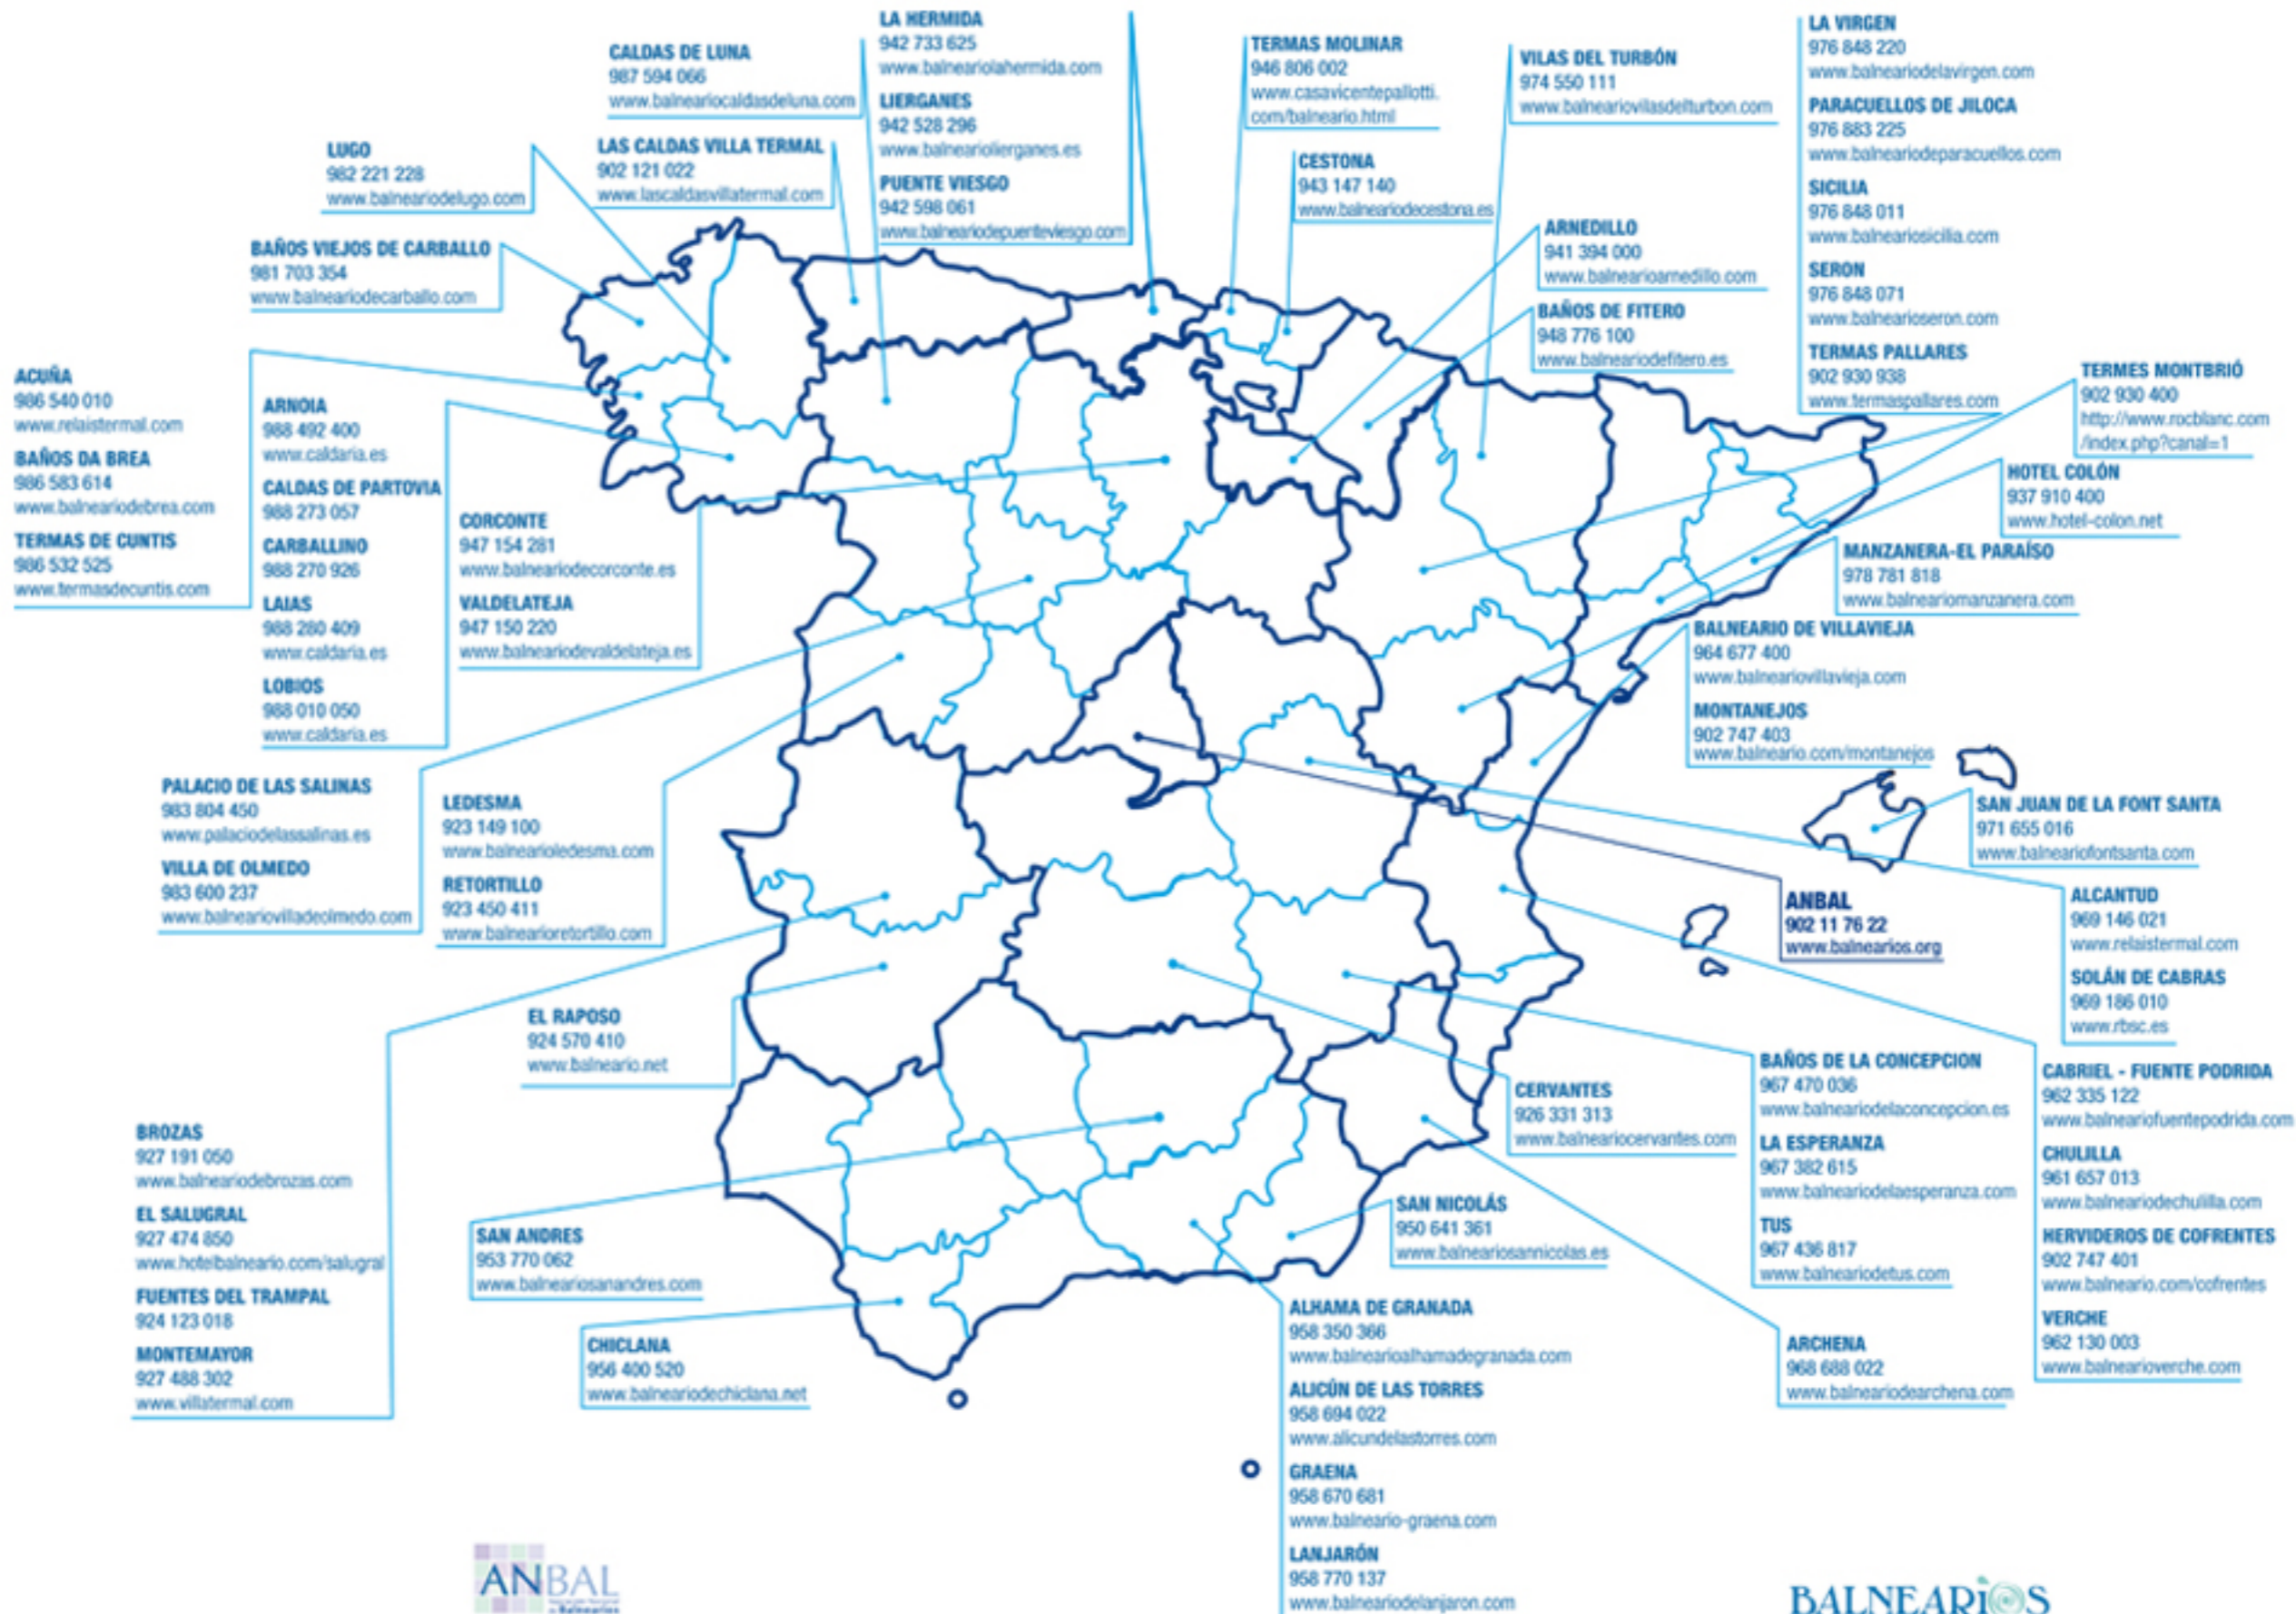 LA HERMIDA
942 733 625
www.balneariolahermida.com
LIERGANES
942 528 296
www.balneariolierganes.es
PUENTE VIESGO
942 598 061
www.balneariodepuenteviesgo.com
CALDAS DE LUNA
987 594 066
www.balneariocaldasdeluna.com
LAS CALDAS VILLA TERMAL
902 121 022
www.lascaldasvillatermal.com
LUGO
982 221 228
www.balneariodelugo.com
BAÑOS VIEJOS DE CARBALLO
981 703 354
www.balneariodecarballo.com
TERMAS MOLINAR
946 806 002
www.casavicentepallotti.
com/balneario.html
CESTONA
943 147 140
www.balneariodecestona.es
VILAS DEL TURBÓN
974 550 111
www.balneariovilasdelturbon.com
ARNEDILLO
941 394 000
www.balnearioarnedillo.com
BAÑOS DE FITERO
948 776 100
www.balneariodefitero.es
LA VIRGEN
976 848 220
www.balneariodelavirgen.com
PARACUELLOS DE JILOCA
976 883 225
www.balneariodeparacuellos.com
SICILIA
976 848 011
www.balneariosicilia.com
SERON
976 848 071
www.balnearioseron.com
TERMAS PALLARES
902 930 938
www.termaspallares.com
TERMES MONTBRIÓ
902 930 400
http://www.rocblanc.com
/index.php?canal=1
HOTEL COLÓN
937 910 400
www.hotel-colon.net
MANZANERA-EL PARAÍSO
978 781 818
www.balneariomanzanera.com
BALNEARIO DE VILLAVIEJA
964 677 400
www.balneariovillavieja.com
MONTANEJOS
902 747 403
www.balneario.com/montanejos
ACUÑA
986 540 010
www.relaistermal.com
BAÑOS DA BREA
986 583 614
www.balneariodebrea.com
TERMAS DE CUNTIS
986 532 525
www.termasdecuntis.com
ARNOIA
988 492 400
www.caldaria.es
CALDAS DE PARTOVIA
988 273 057
CARBALLINO
988 270 926
LAIAS
988 280 409
www.caldaria.es
LOBIOS
988 010 050
www.caldaria.es
CORCONTE
947 154 281
www.balneariodecorconte.es
VALDELATEJA
947 150 220
www.balneariodevaldelateja.es
PALACIO DE LAS SALINAS
983 804 450
www.palaciodelassalinas.es
VILLA DE OLMEDO
983 600 237
www.balneariovilladeolmedo.com
LEDESMA
923 149 100
www.balnearioledesma.com
RETORTILLO
923 450 411
www.balnearioretortillo.com
SAN JUAN DE LA FONT SANTA
971 655 016
www.balneariofontsanta.com
ANBAL
902 11 76 22
www.balnearios.org
ALCANTUD
969 146 021
www.relaistermal.com
SOLÁN DE CABRAS
969 186 010
www.rbsc.es
EL RAPOSO
924 570 410
www.balneario.net
BROZAS
927 191 050
www.balneariodebrozas.com
EL SALUGRAL
927 474 850
www.hotelbalneario.com/salugral
FUENTES DEL TRAMPAL
924 123 018
MONTEMAYOR
927 488 302
www.villatermal.com
SAN ANDRES
953 770 062
www.balneariosanandres.com
CHICLANA
956 400 520
www.balneariodechiclana.net
CERVANTES
926 331 313
www.balneariocervantes.com
SAN NICOLÁS
950 641 361
www.balneariosannicolas.es
BAÑOS DE LA CONCEPCION
967 470 036
www.balneariodelaconcepcion.es
LA ESPERANZA
967 382 615
www.balneariodelaesperanza.com
TUS
967 436 817
www.balneariodetus.com
CABRIEL - FUENTE PODRIDA
962 335 122
www.balneariofuentepodrida.com
CHULILLA
961 657 013
www.balneariodechulilla.com
HERVIDEROS DE COFRENTES
902 747 401
www.balneario.com/cofrentes
VERCHE
962 130 003
www.balnearioverche.com
ARCHENA
968 688 022
www.balneariodearchena.com
ALHAMA DE GRANADA
958 350 366
www.balnearioalhamadegranada.com
ALICÚN DE LAS TORRES
958 694 022
www.alicundelastorres.com
GRAENA
958 670 681
www.balneario-graena.com
LANJARÓN
958 770 137
www.balneariodelanjaron.com
ANBAL
BALNEARIOS